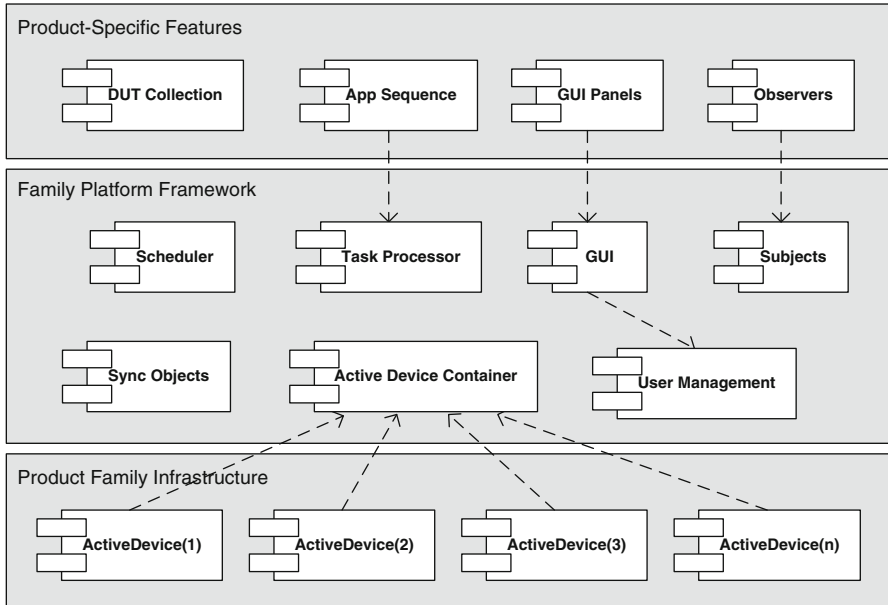 Product-Specific Features
DUT Collection
App Sequence
GUI Panels
Observers
Family Platform Framework
Scheduler
Task Processor
GUI
Subjects
Sync Objects
Active Device Container
User Management
Product Family Infrastructure
ActiveDevice(1)
ActiveDevice(2)
ActiveDevice(3)
ActiveDevice(n)